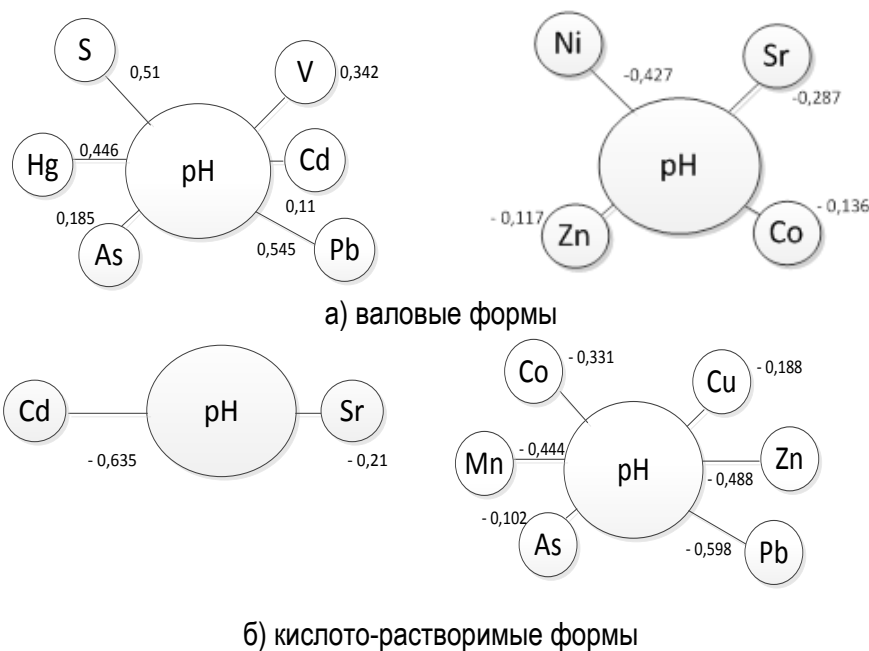 S
0,51
V
0,342
Hg
0,446
pH
Cd
0,11
0,185
As
0,545
Pb
Ni
-0,427
Sr
-0,287
pH
- 0,117
Zn
- 0,136
Co
а) валовые формы
Cd
- 0,635
pH
Sr
- 0,21
Co
- 0,331
Cu
- 0,188
Mn
- 0,444
pH
Zn
- 0,488
- 0,102
As
- 0,598
Pb
б) кислото-растворимые формы